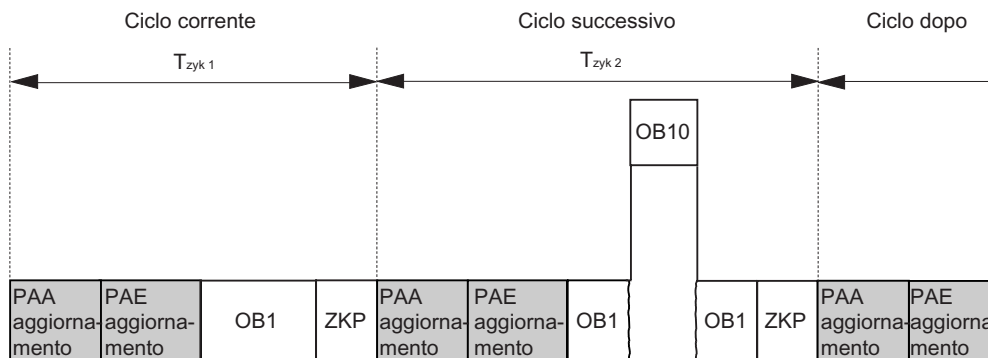 Ciclo corrente
Ciclo successivo
Ciclo dopo
Tzyk 1
Tzyk 2
OB10
PAA
aggiorna-
mento
PAE
aggiorna-
mento
OB1
ZKP
PAA
aggiorna-
mento
PAE
aggiorna-
mento
OB1
OB1
ZKP
PAA
aggiorna-
mento
PAE
aggiorna
mento